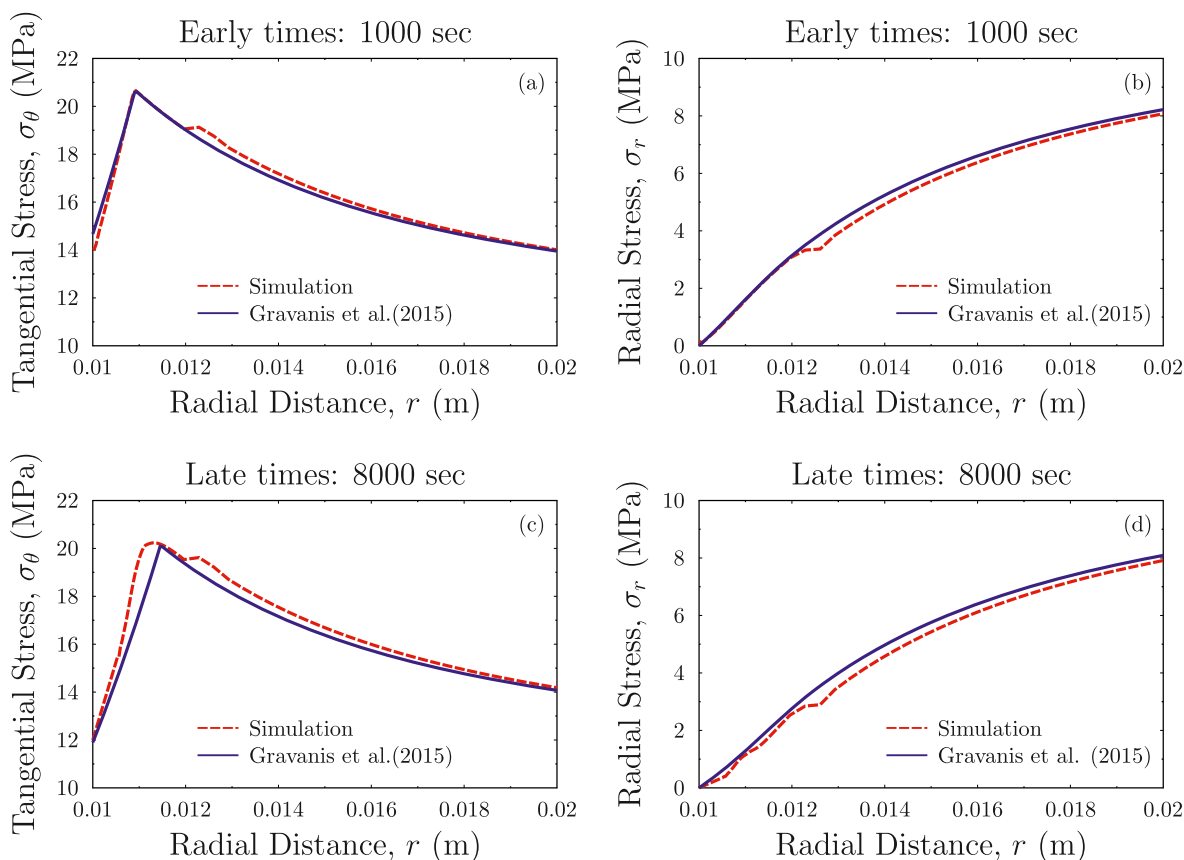 Early times: 1000 sec
Tangential Stress, σθ (MPa)
22
20
18
16
14
12
10
(a)
Simulation
Gravanis et al.(2015)
0.01 0.012 0.014 0.016 0.018 0.02
Radial Distance, r (m)
Early times: 1000 sec
Radial Stress, σr (MPa)
10
8
6
4
2
0
(b)
Simulation
Gravanis et al.(2015)
0.01 0.012 0.014 0.016 0.018 0.02
Radial Distance, r (m)
Late times: 8000 sec
Tangential Stress, σθ (MPa)
22
20
18
16
14
12
10
(c)
Simulation
Gravanis et al.(2015)
0.01 0.012 0.014 0.016 0.018 0.02
Radial Distance, r (m)
Late times: 8000 sec
Radial Stress, σr (MPa)
10
8
6
4
2
0
(d)
Simulation
Gravanis et al. (2015)
0.01 0.012 0.014 0.016 0.018 0.02
Radial Distance, r (m)